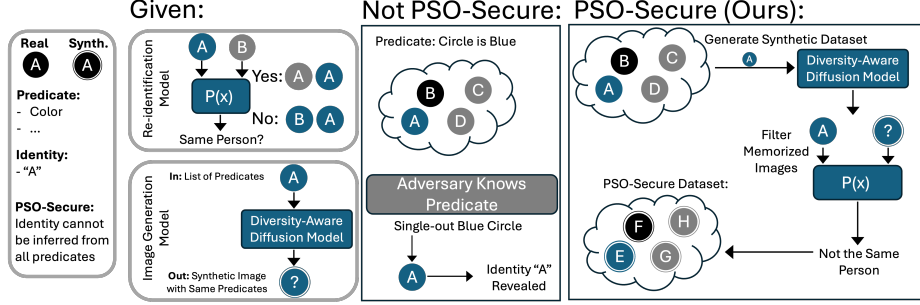 Given:
Not PSO-Secure:
PSO-Secure (Ours):
Real
Synth.
A
A
Predicate:
- Color
- ...
Identity:
- “A”
PSO-Secure:
Identity cannot
be inferred from
all predicates
Re-identification
Model
A
B
P(x)
Yes:
A
A
No:
B
A
Same Person?
Image Generation
Model
In: List of Predicates
A
Diversity-Aware
Diffusion Model
Out: Synthetic Image
with Same Predicates
?
Predicate: Circle is Blue
B
C
A
D
Adversary Knows
Predicate
Single-out Blue Circle
A
Identity “A”
Revealed
B
C
A
D
Generate Synthetic Dataset
A
Diversity-Aware
Diffusion Model
Filter
Memorized
Images
A
?
P(x)
Not the Same
Person
PSO-Secure Dataset:
F
H
E
G